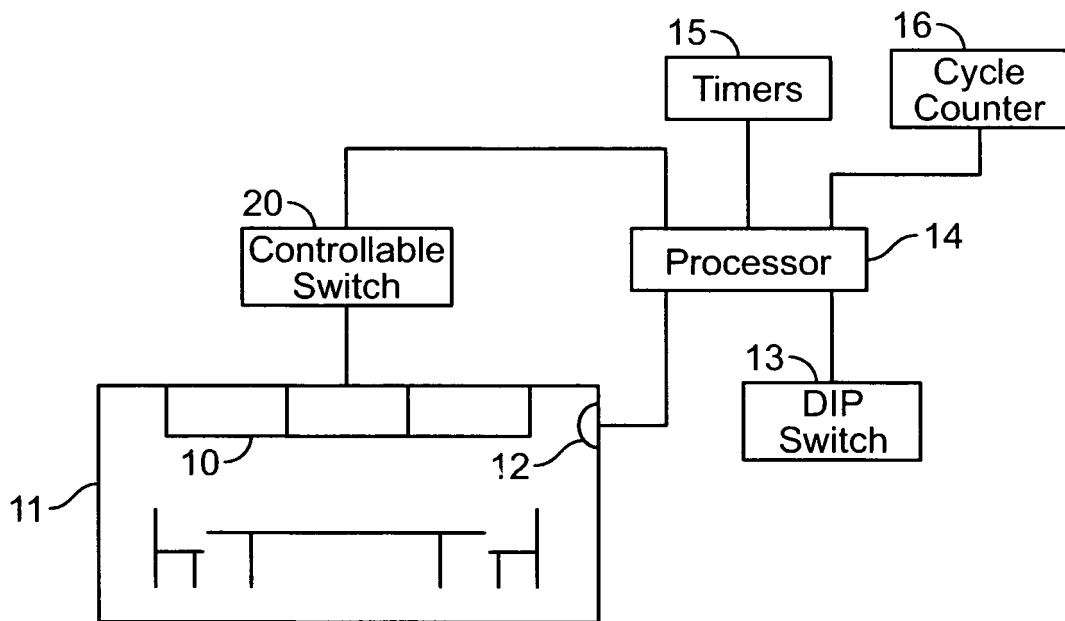 15
16
Timers
Cycle
Counter
20
Controllable
Switch
Processor
14
13
DIP
Switch
10
12
11